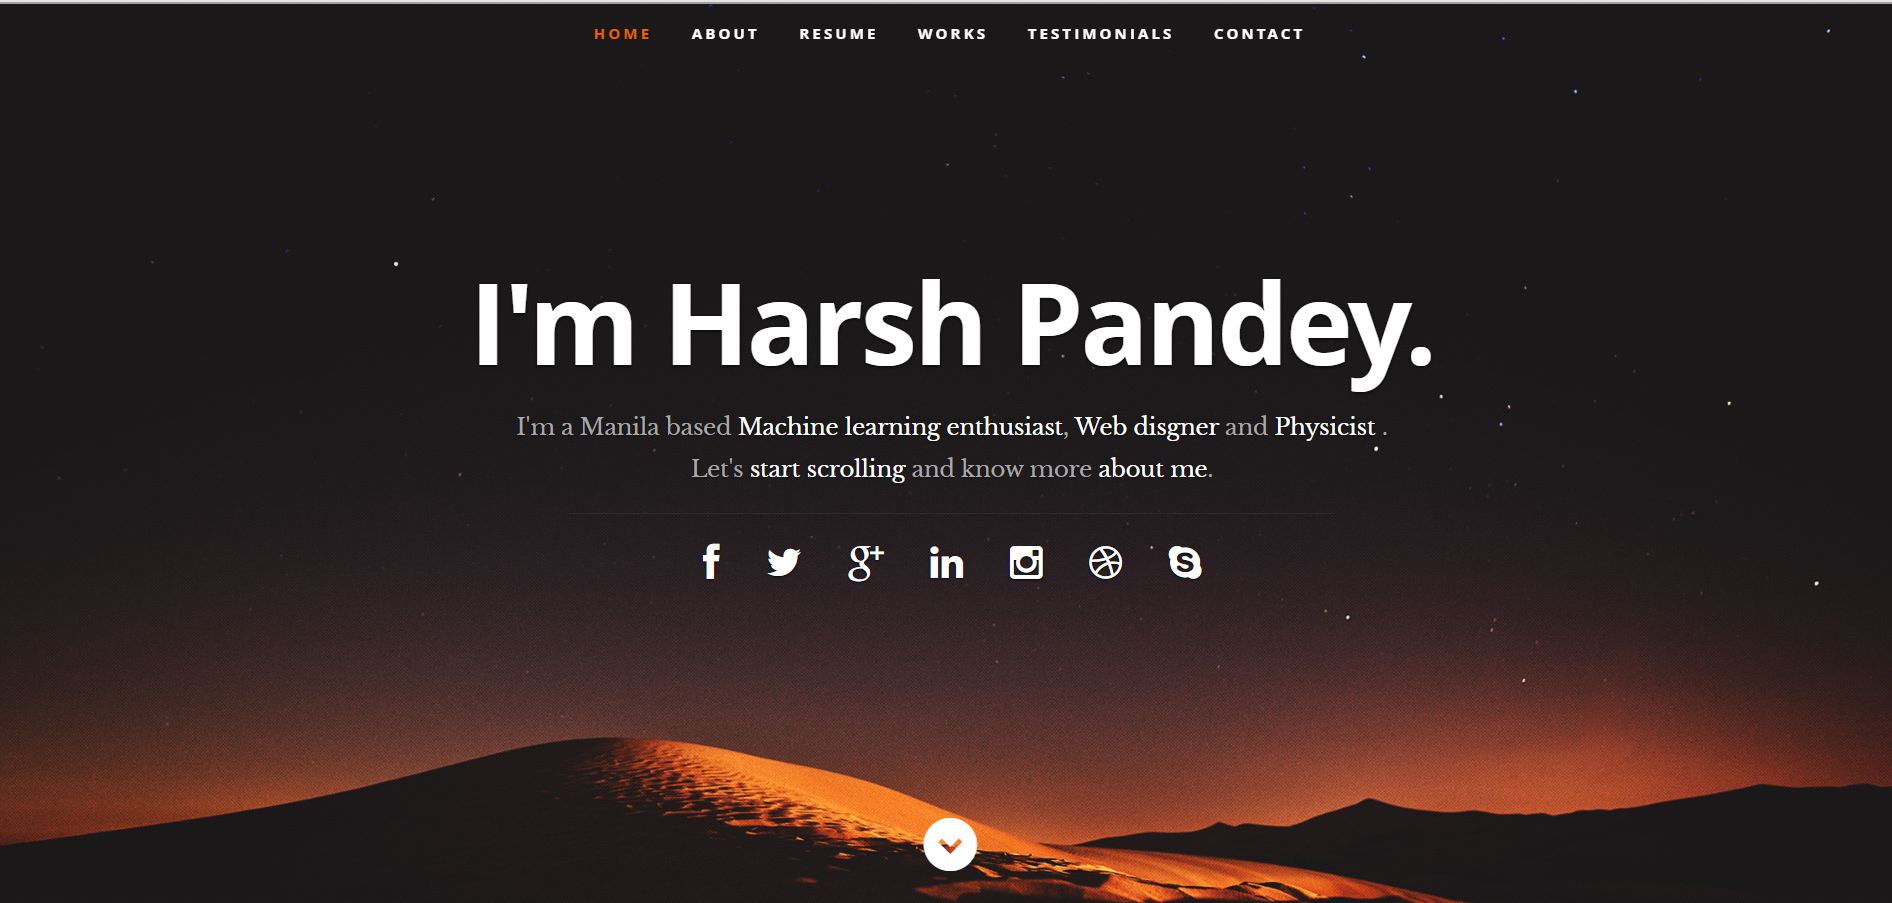 HOME ABOUT RESUME WORKS TESTIMONIALS CONTACT
I'm Harsh Pandey.
I'm a Manila based Machine learning enthusiast, Web disgner and Physicist .
Let's start scrolling and know more about me.